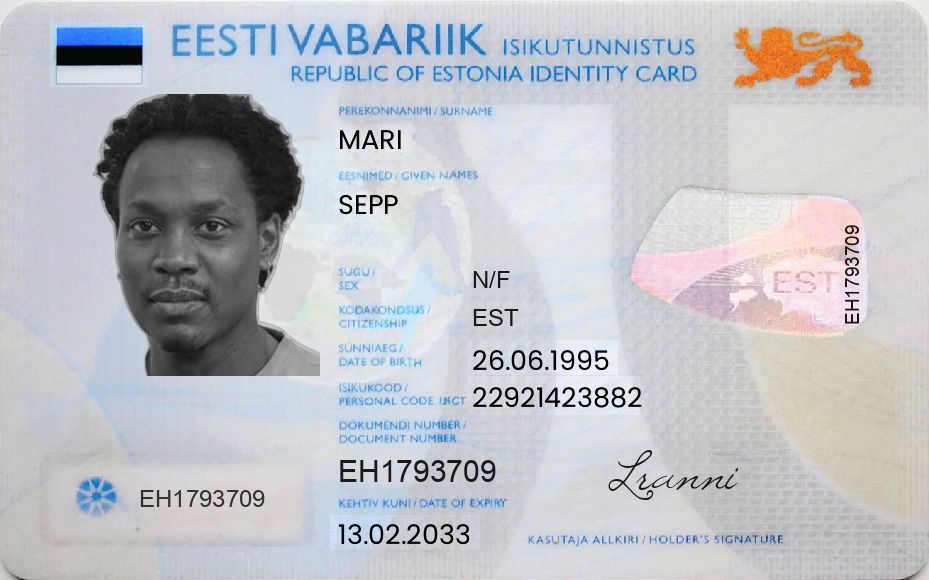 EESTI VABARIIK ISIKUTUNNISTUS
REPUBLIC OF ESTONIA IDENTITY CARD
PEREKONNANIMI / SURNAME
MARI
EESNIMED / GIVEN NAMES
SEPP
SUGU /
SEX
N/F
KODAKONDSUS /
CITIZENSHIP
EST
SÜNNIAEG /
DATE OF BIRTH
26.06.1995
ISIKUKOOD /
PERSONAL CODE
22921423882
DOKUMENDI NUMBER /
DOCUMENT NUMBER
EH1793709
KEHTIV KUNI / DATE OF EXPIRY
13.02.2033
EH1793709
EST
EH1793709
Lranni
KASUTAJA ALLKIRI / HOLDER'S SIGNATURE